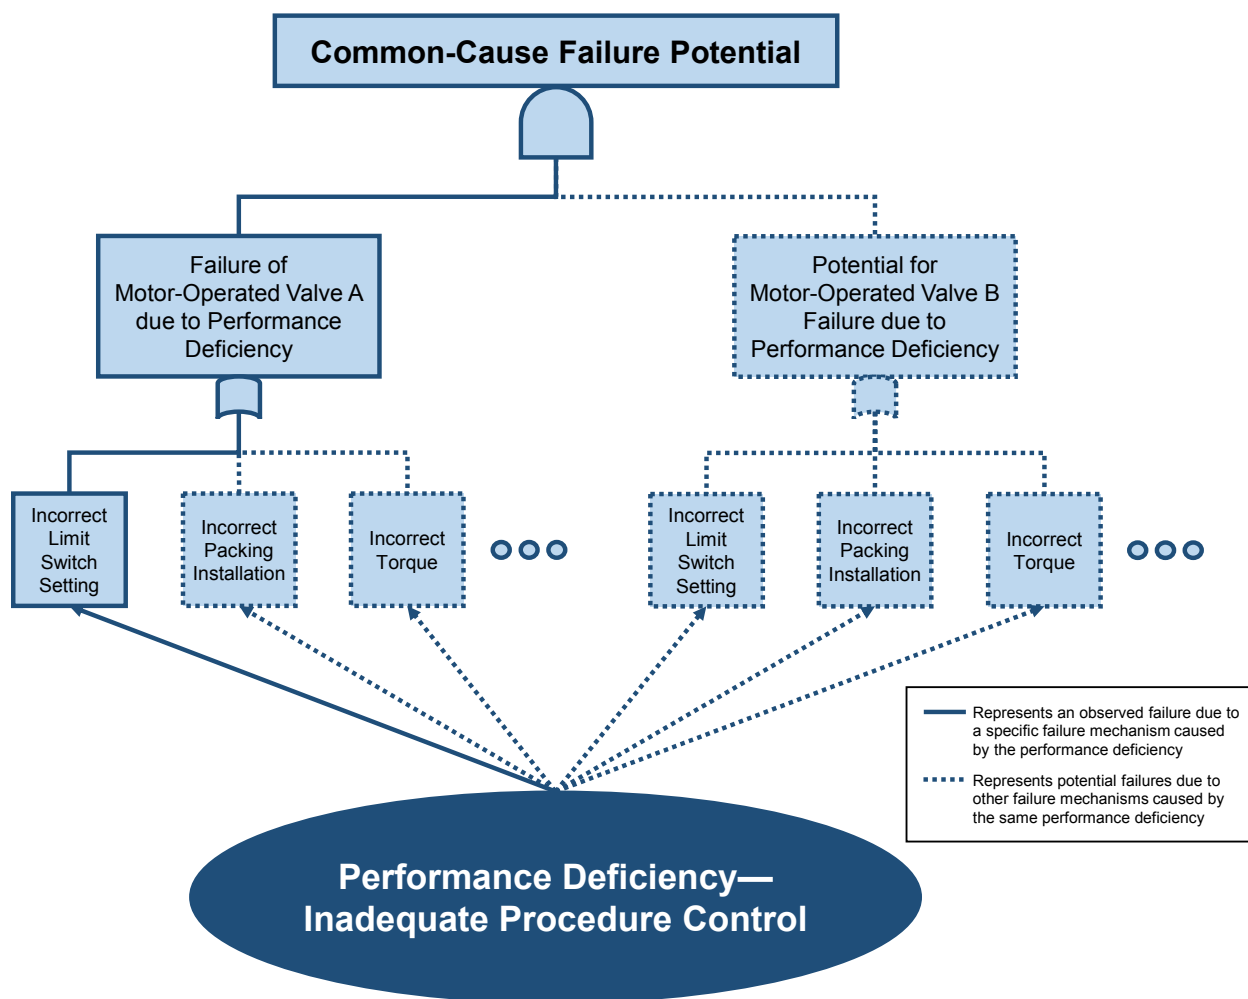 Common-Cause Failure Potential
Failure of
Motor-Operated Valve A
due to Performance
Deficiency
Potential for
Motor-Operated Valve B
Failure due to
Performance Deficiency
Incorrect
Limit
Switch
Setting
Incorrect
Packing
Installation
Incorrect
Torque
Incorrect
Limit
Switch
Setting
Incorrect
Packing
Installation
Incorrect
Torque
Represents an observed failure due to
a specific failure mechanism caused
by the performance deficiency
Represents potential failures due to
other failure mechanisms caused by
the same performance deficiency
Performance Deficiency—
Inadequate Procedure Control